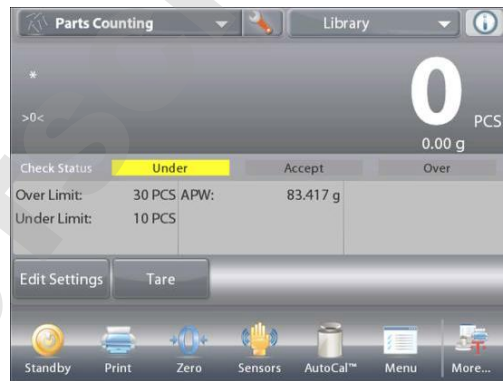 Parts Counting Library
*
>0<
0 PCS
0.00 g
Check Status Under Accept Over
Over Limit: 30 PCS APW: 83.417 g
Under Limit: 10 PCS
Edit Settings Tare
Standby Print Zero Sensors AutoCal™ Menu More...